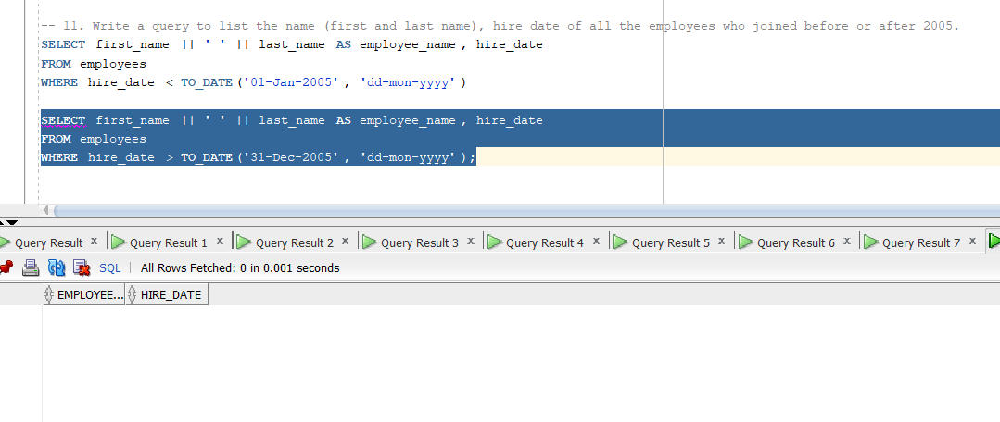 -- 11. Write a query to list the name (first and last name), hire date of all the employees who joined before or after 2005.
SELECT first_name || ' ' || last_name AS employee_name, hire_date
FROM employees
WHERE hire_date < TO_DATE('01-Jan-2005', 'dd-mon-yyyy')
SELECT first_name || ' ' || last_name AS employee_name, hire_date
FROM employees
WHERE hire_date > TO_DATE('31-Dec-2005', 'dd-mon-yyyy');
Query Result x Query Result 1 x Query Result 2 x Query Result 3 x Query Result 4 x Query Result 5 x Query Result 6 x Query Result 7 x
SQL | All Rows Fetched: 0 in 0.001 seconds
EMPLOYEE... HIRE_DATE